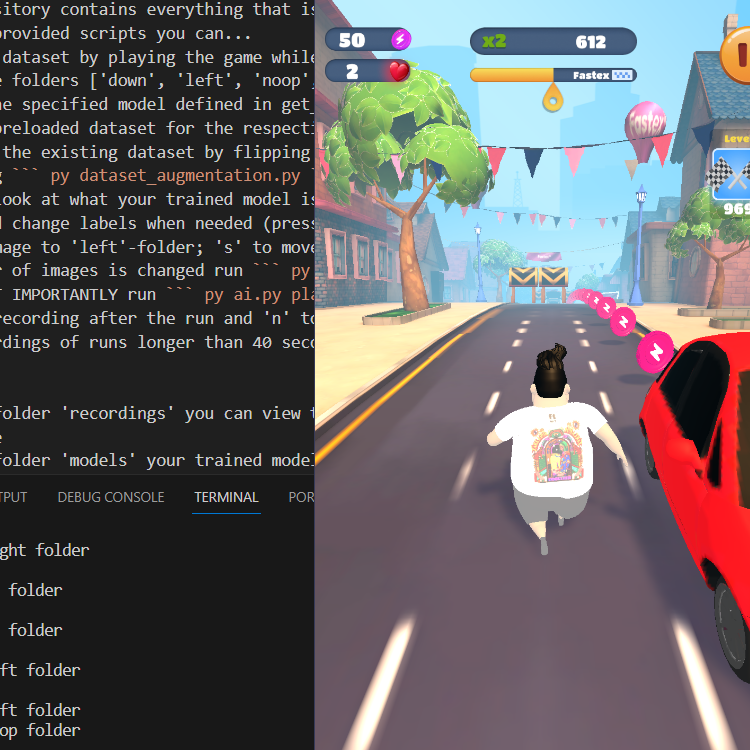 sitory contains everything that is
provided scripts you can...
dataset by playing the game while
e folders ['down', 'left', 'noop',
he specified model defined in get_
preloaded dataset for the respecti
the existing dataset by flipping
g ``` py dataset_augmentation.py
look at what your trained model is
d change labels when needed (press
mage to 'left'-folder; 's' to move
r of images is changed run ``` py
T IMPORTANTLY run ``` py ai.py pla
recording after the run and 'n' to
rdings of runs longer than 40 seco
folder 'recordings' you can view
e
folder 'models' your trained model
TPUT DEBUG CONSOLE TERMINAL POR
ght folder
folder
folder
ft folder
ft folder
op folder
50
x2 612
2
Fastex
Fastex
Leve
969
Z
Z
Z